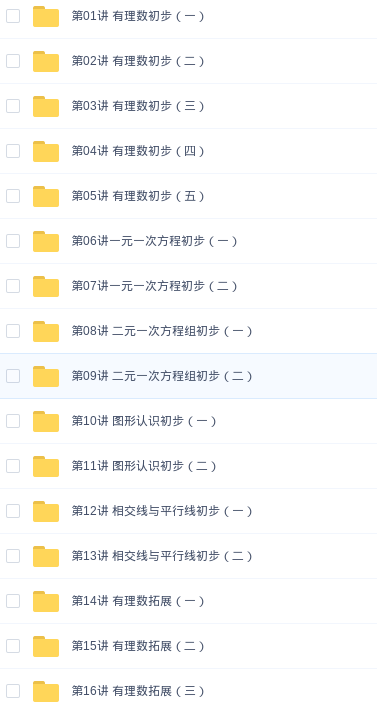 第01讲 有理数初步（一）
第02讲 有理数初步（二）
第03讲 有理数初步（三）
第04讲 有理数初步（四）
第05讲 有理数初步（五）
第06讲一元一次方程初步（一）
第07讲一元一次方程初步（二）
第08讲 二元一次方程组初步（一）
第09讲 二元一次方程组初步（二）
第10讲 图形认识初步（一）
第11讲 图形认识初步（二）
第12讲 相交线与平行线初步（一）
第13讲 相交线与平行线初步（二）
第14讲 有理数拓展（一）
第15讲 有理数拓展（二）
第16讲 有理数拓展（三）